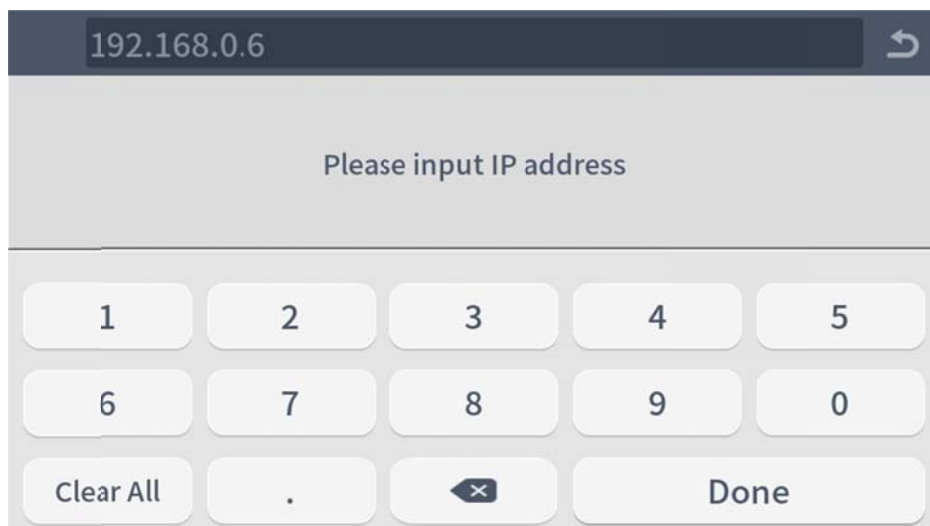 192.168.0.6
Please input IP address
1 2 3 4 5
6 7 8 9 0
Clear All . Done